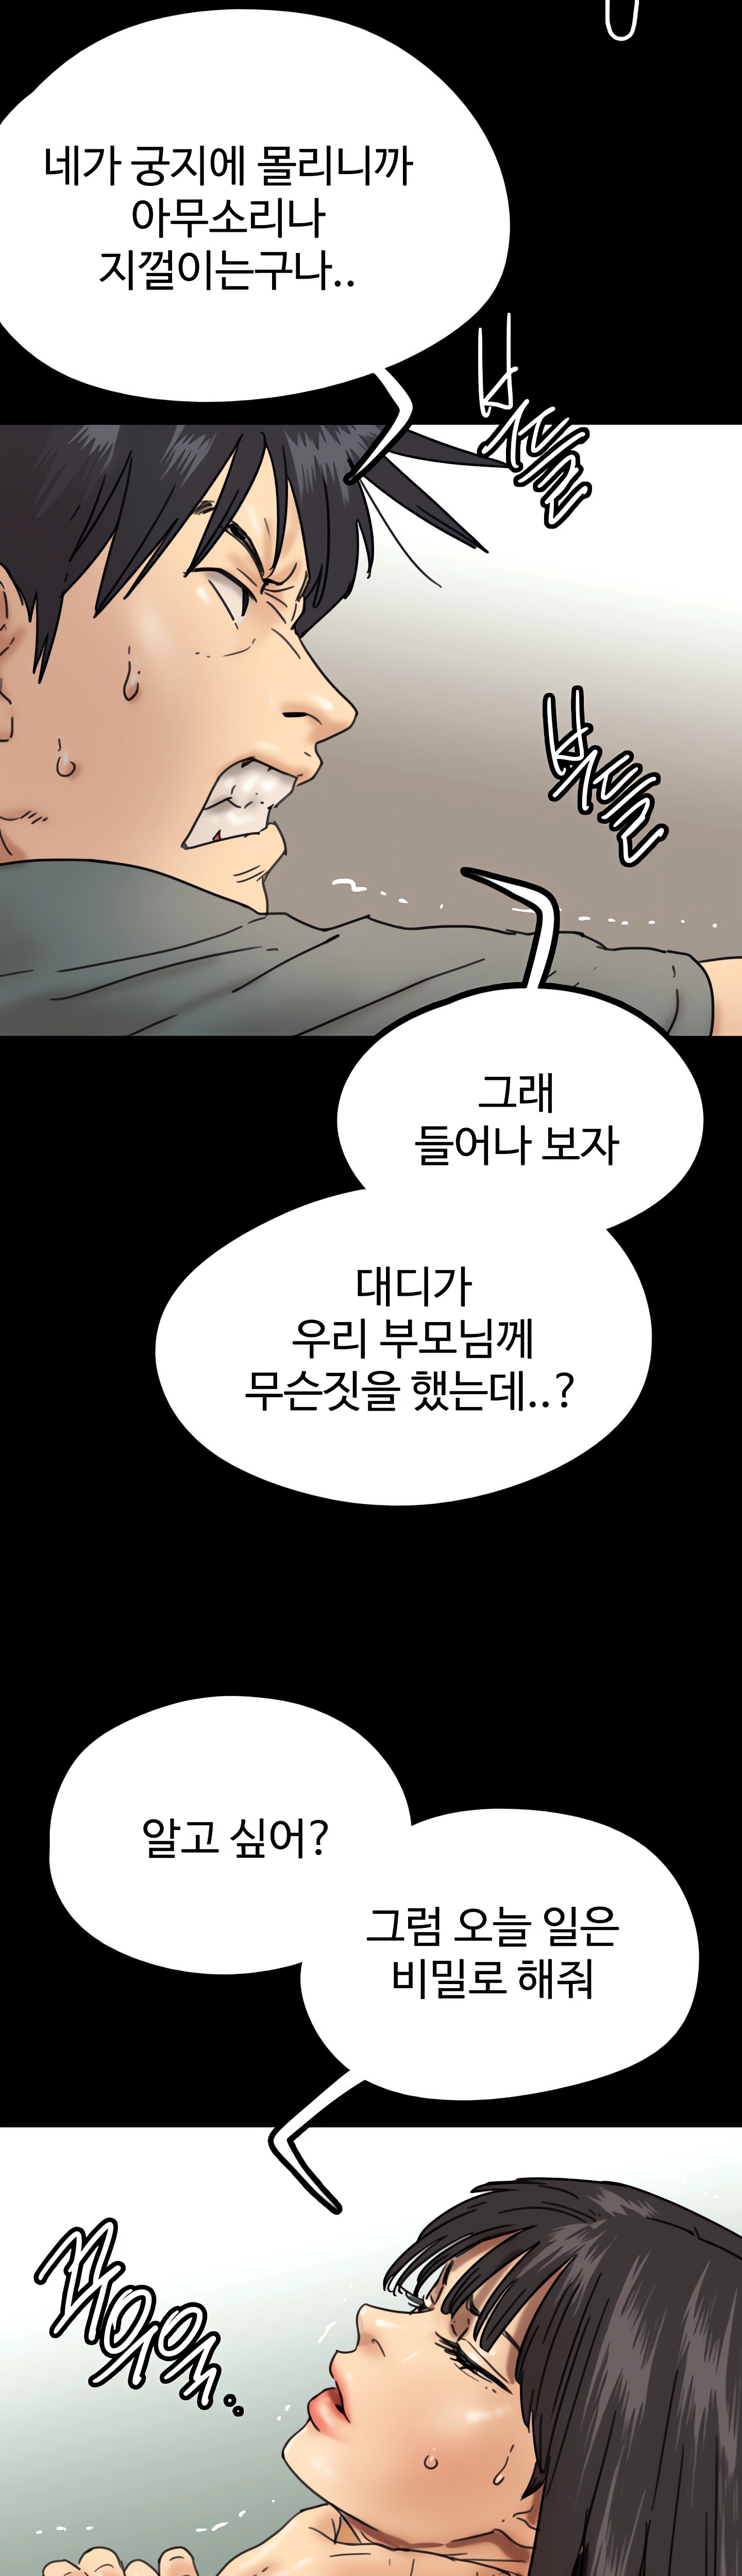 네가 궁지에 몰리니까
아무소리나
지껄이는구나..
부들
부들
그래
들어나 보자
대디가
우리 부모님께
무슨짓을 했는데..?
알고 싶어?
그럼 오늘 일은
비밀로 해줘